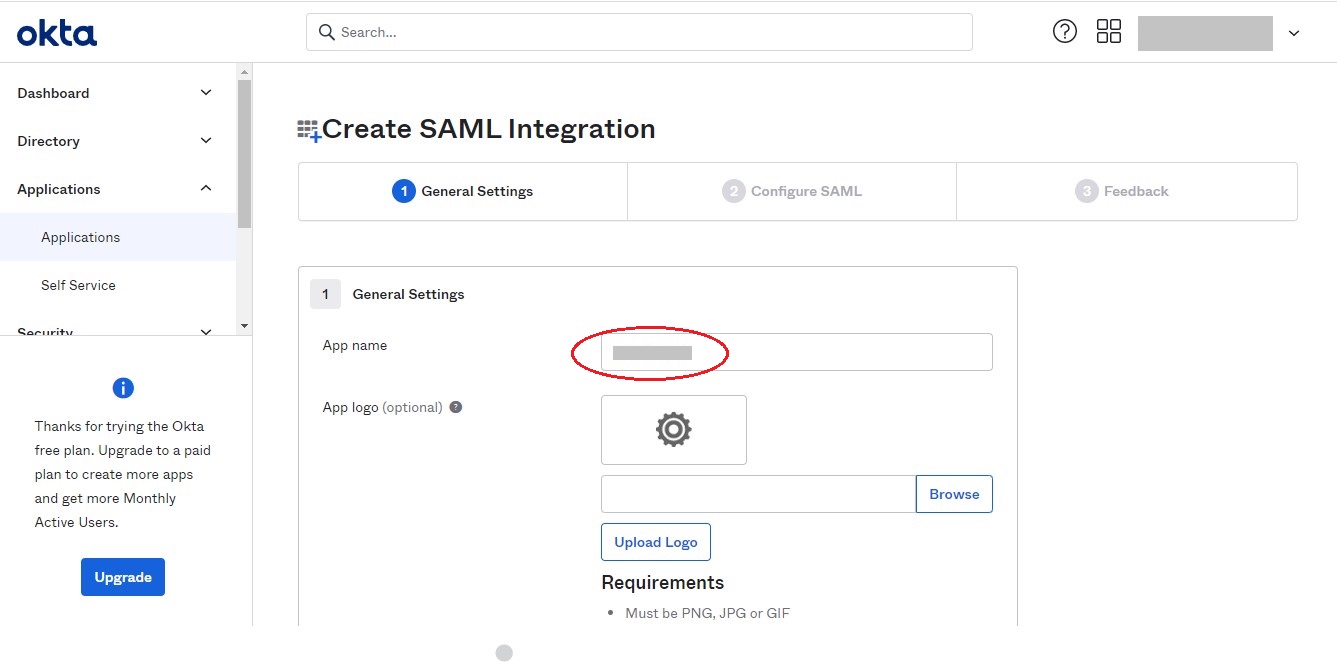 okta
Search...
?
Dashboard
Directory
Applications
Applications
Self Service
Security
Thanks for trying the Okta
free plan. Upgrade to a paid
plan to create more apps
and get more Monthly
Active Users.
Upgrade
Create SAML Integration
1 General Settings
2 Configure SAML
3 Feedback
1 General Settings
App name
App logo (optional) ?
Browse
Upload Logo
Requirements
• Must be PNG, JPG or GIF